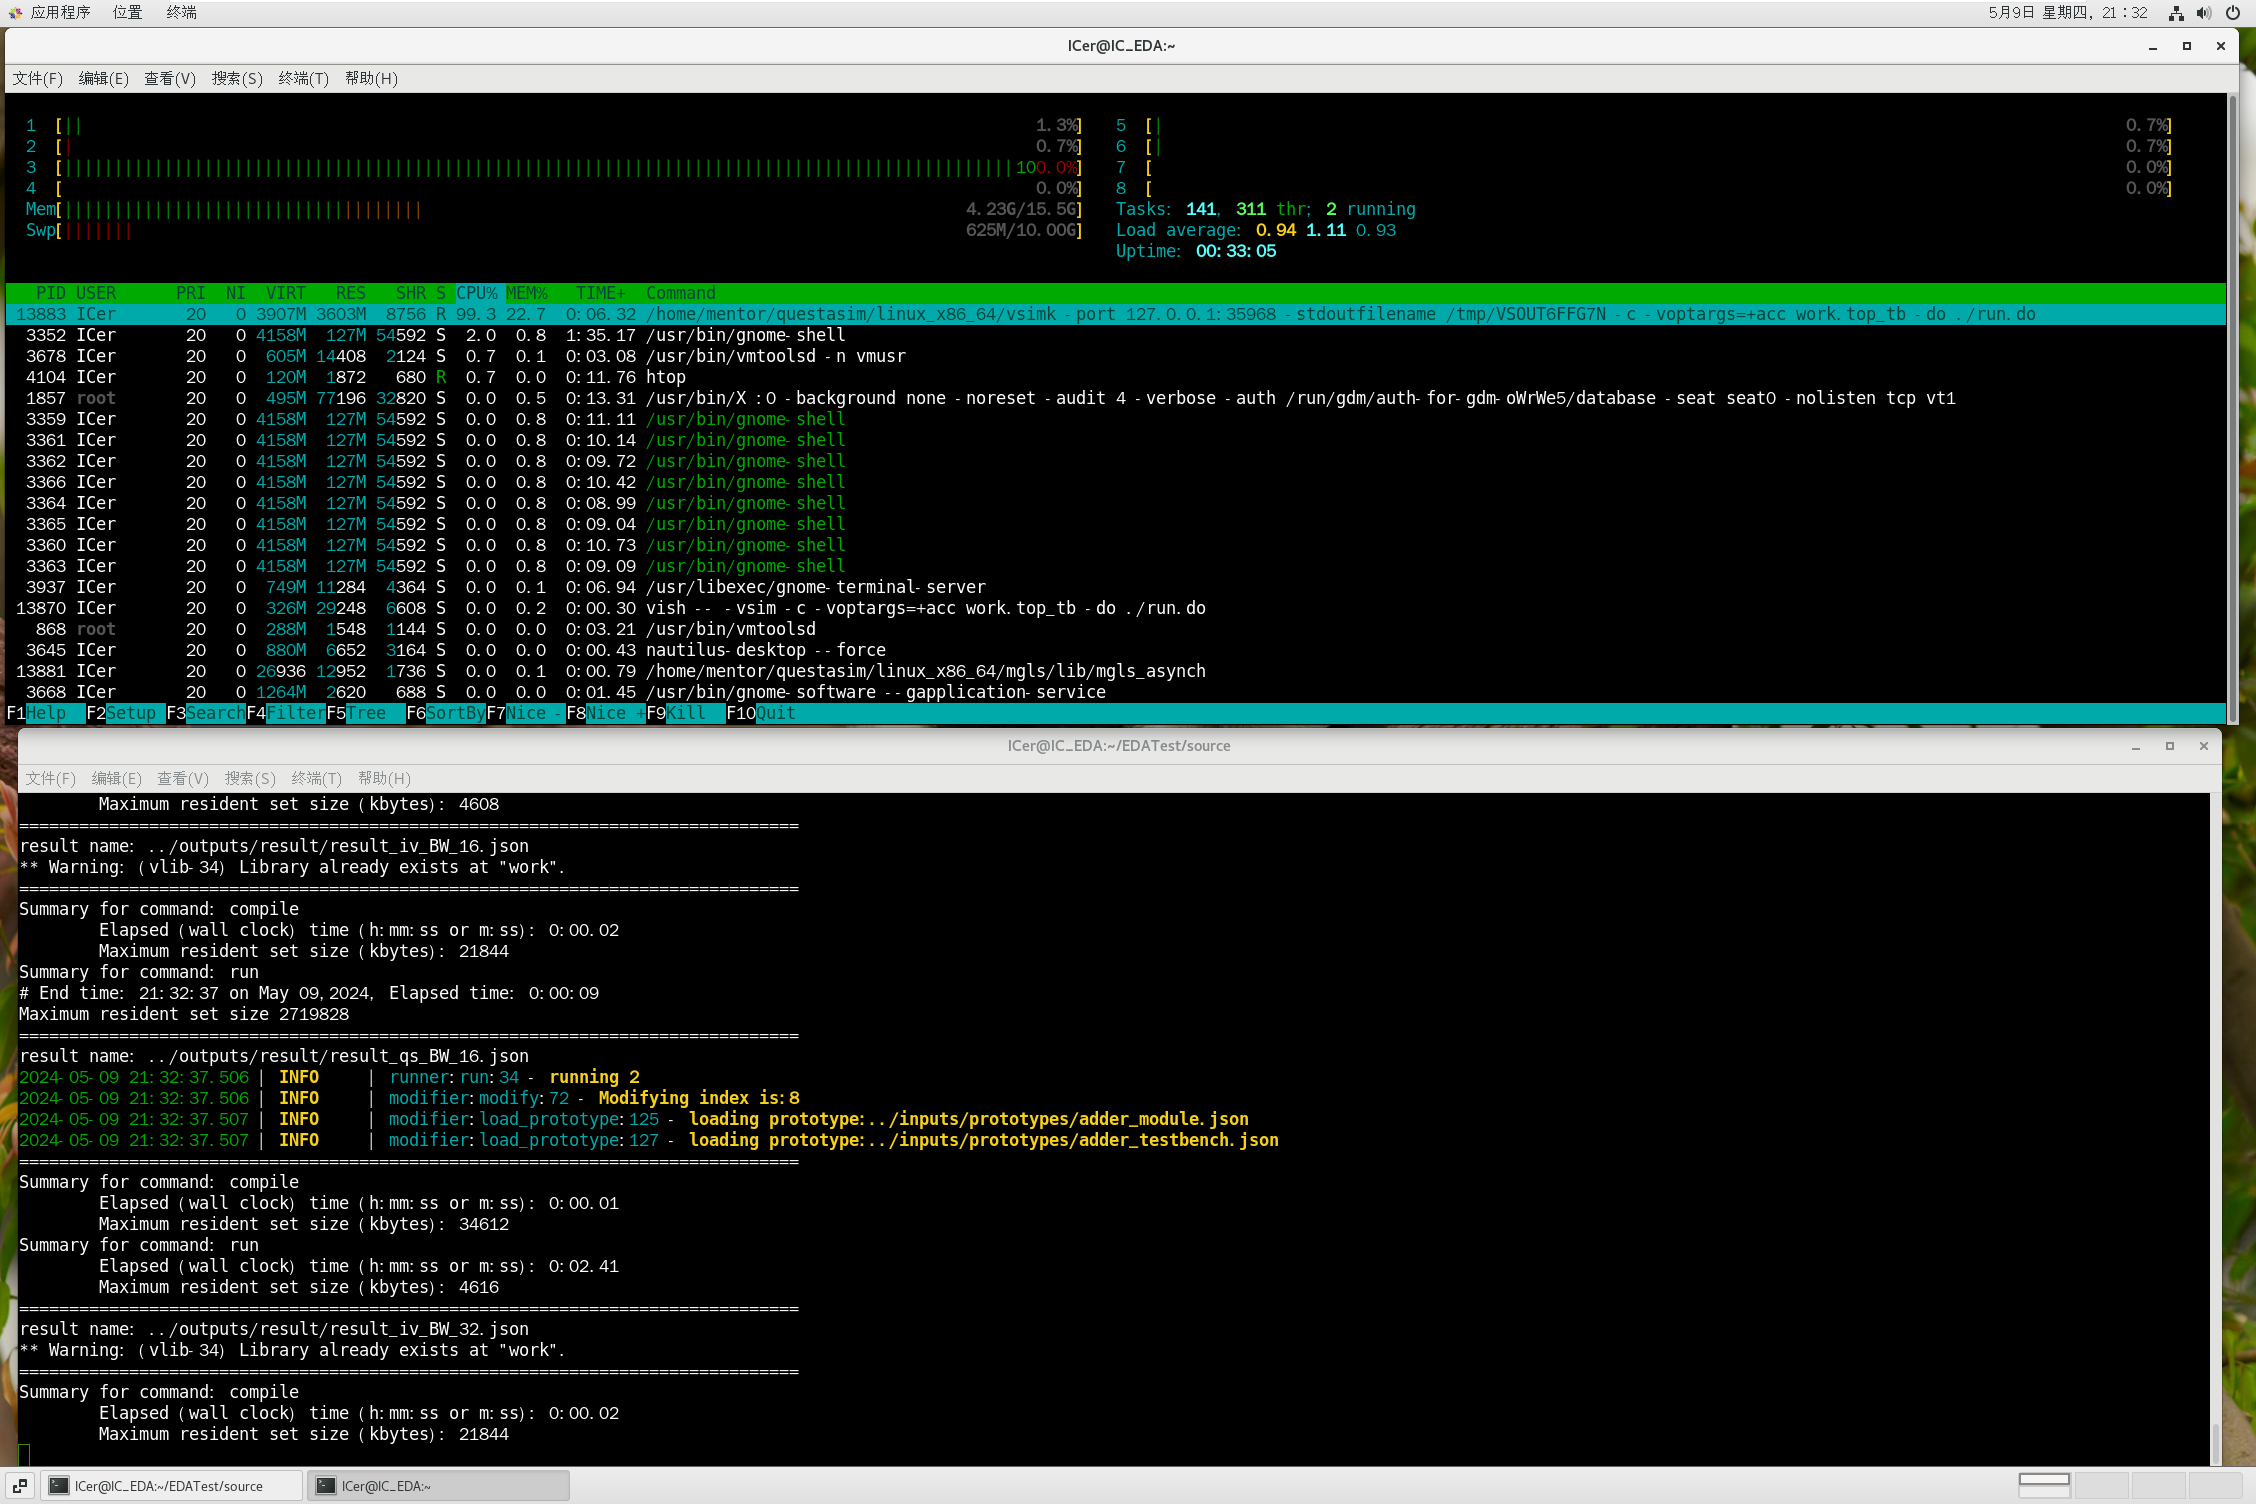 应用程序 位置 终端 5月9日 星期四, 21:32
ICer@IC_EDA:~
文件(F) 编辑(E) 查看(V) 搜索(S) 终端(T) 帮助(H)
1 [|| 1.3%] 5 [| 0.7%]
2 [| 0.7%] 6 [| 0.7%]
3 [||||||||||||||||||||||||||||||||||||||||||||||||||||||||||||||||||||||||||||||||||||||||||||||100.0%] 7 [ 0.0%]
4 [ 0.0%] 8 [ 0.0%]
Mem[|||||||||||||||||||||||||||||||||||| 4.23G/15.5G] Tasks: 141, 311 thr; 2 running
Swp[||||||| 625M/10.00G] Load average: 0.94 1.11 0.93
Uptime: 00:33:05
PID USER PRI NI VIRT RES SHR S CPU% MEM% TIME+ Command
13883 ICer 20 0 3907M 3603M 8756 R 99.3 22.7 0:06.32 /home/mentor/questasim/linux_x86_64/vsimk -port 127.0.0.1:35968 -stdoutfilename /tmp/VSOUT6FFG7N -c -voptargs=+acc work.top_tb -do ./run.do
3352 ICer 20 0 4158M 127M 54592 S 2.0 0.8 1:35.17 /usr/bin/gnome-shell
3678 ICer 20 0 605M 14408 2124 S 0.7 0.1 0:03.08 /usr/bin/vmtoolsd -n vmusr
4104 ICer 20 0 120M 1872 680 R 0.7 0.0 0:11.76 htop
1857 root 20 0 495M 77196 32820 S 0.0 0.5 0:13.31 /usr/bin/X :0 -background none -noreset -audit 4 -verbose -auth /run/gdm/auth-for-gdm-oWrWe5/database -seat seat0 -nolisten tcp vt1
3359 ICer 20 0 4158M 127M 54592 S 0.0 0.8 0:11.11 /usr/bin/gnome-shell
3361 ICer 20 0 4158M 127M 54592 S 0.0 0.8 0:10.14 /usr/bin/gnome-shell
3362 ICer 20 0 4158M 127M 54592 S 0.0 0.8 0:09.72 /usr/bin/gnome-shell
3366 ICer 20 0 4158M 127M 54592 S 0.0 0.8 0:10.42 /usr/bin/gnome-shell
3364 ICer 20 0 4158M 127M 54592 S 0.0 0.8 0:08.99 /usr/bin/gnome-shell
3365 ICer 20 0 4158M 127M 54592 S 0.0 0.8 0:09.04 /usr/bin/gnome-shell
3360 ICer 20 0 4158M 127M 54592 S 0.0 0.8 0:10.73 /usr/bin/gnome-shell
3363 ICer 20 0 4158M 127M 54592 S 0.0 0.8 0:09.09 /usr/bin/gnome-shell
3937 ICer 20 0 749M 11284 4364 S 0.0 0.1 0:06.94 /usr/libexec/gnome-terminal-server
13870 ICer 20 0 326M 29248 6608 S 0.0 0.2 0:00.30 vish -- -vsim -c -voptargs=+acc work.top_tb -do ./run.do
868 root 20 0 288M 1548 1144 S 0.0 0.0 0:03.21 /usr/bin/vmtoolsd
3645 ICer 20 0 880M 6652 3164 S 0.0 0.0 0:00.43 nautilus-desktop --force
13881 ICer 20 0 26936 12952 1736 S 0.0 0.1 0:00.79 /home/mentor/questasim/linux_x86_64/mgls/lib/mgls_asynch
3668 ICer 20 0 1264M 2620 688 S 0.0 0.0 0:01.45 /usr/bin/gnome-software --gapplication-service
F1Help F2Setup F3SearchF4FilterF5Tree F6SortByF7Nice -F8Nice +F9Kill F10Quit
ICer@IC_EDA:~/EDATest/source
文件(F) 编辑(E) 查看(V) 搜索(S) 终端(T) 帮助(H)
Maximum resident set size (kbytes): 4608
==============================================================================
result name: ../outputs/result/result_iv_BW_16.json
** Warning: (vlib-34) Library already exists at "work".
==============================================================================
Summary for command: compile
Elapsed (wall clock) time (h:mm:ss or m:ss): 0:00.02
Maximum resident set size (kbytes): 21844
Summary for command: run
# End time: 21:32:37 on May 09,2024, Elapsed time: 0:00:09
Maximum resident set size 2719828
==============================================================================
result name: ../outputs/result/result_qs_BW_16.json
2024-05-09 21:32:37.506 | INFO | runner:run:34 - running 2
2024-05-09 21:32:37.506 | INFO | modifier:modify:72 - Modifying index is:8
2024-05-09 21:32:37.507 | INFO | modifier:load_prototype:125 - loading prototype:../inputs/prototypes/adder_module.json
2024-05-09 21:32:37.507 | INFO | modifier:load_prototype:127 - loading prototype:../inputs/prototypes/adder_testbench.json
==============================================================================
Summary for command: compile
Elapsed (wall clock) time (h:mm:ss or m:ss): 0:00.01
Maximum resident set size (kbytes): 34612
Summary for command: run
Elapsed (wall clock) time (h:mm:ss or m:ss): 0:02.41
Maximum resident set size (kbytes): 4616
==============================================================================
result name: ../outputs/result/result_iv_BW_32.json
** Warning: (vlib-34) Library already exists at "work".
==============================================================================
Summary for command: compile
Elapsed (wall clock) time (h:mm:ss or m:ss): 0:00.02
Maximum resident set size (kbytes): 21844
ICer@IC_EDA:~/EDATest/source ICer@IC_EDA:~